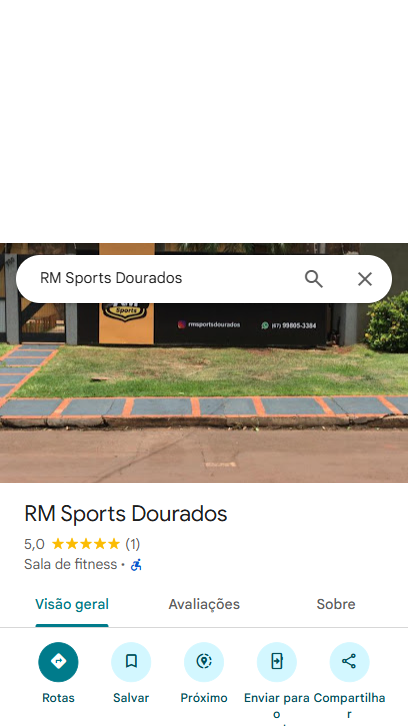 RM Sports Dourados
Sports
rmsportsdourados
(67) 99805-3384
RM Sports Dourados
5,0 (1)
Sala de fitness •
Visão geral
Avaliações
Sobre
Rotas
Salvar
Próximo
Enviar para o
Compartilhar